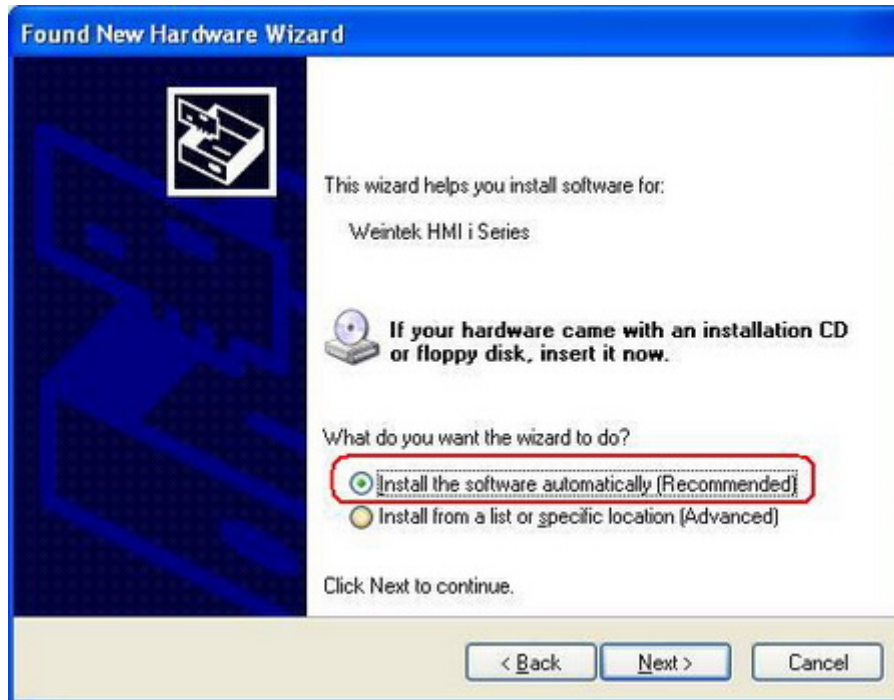 Found New Hardware Wizard
This wizard helps you install software for:
Weintek HMI i Series
If your hardware came with an installation CD
or floppy disk, insert it now.
What do you want the wizard to do?
Install the software automatically (Recommended)
Install from a list or specific location (Advanced)
Click Next to continue.
< Back
Next >
Cancel